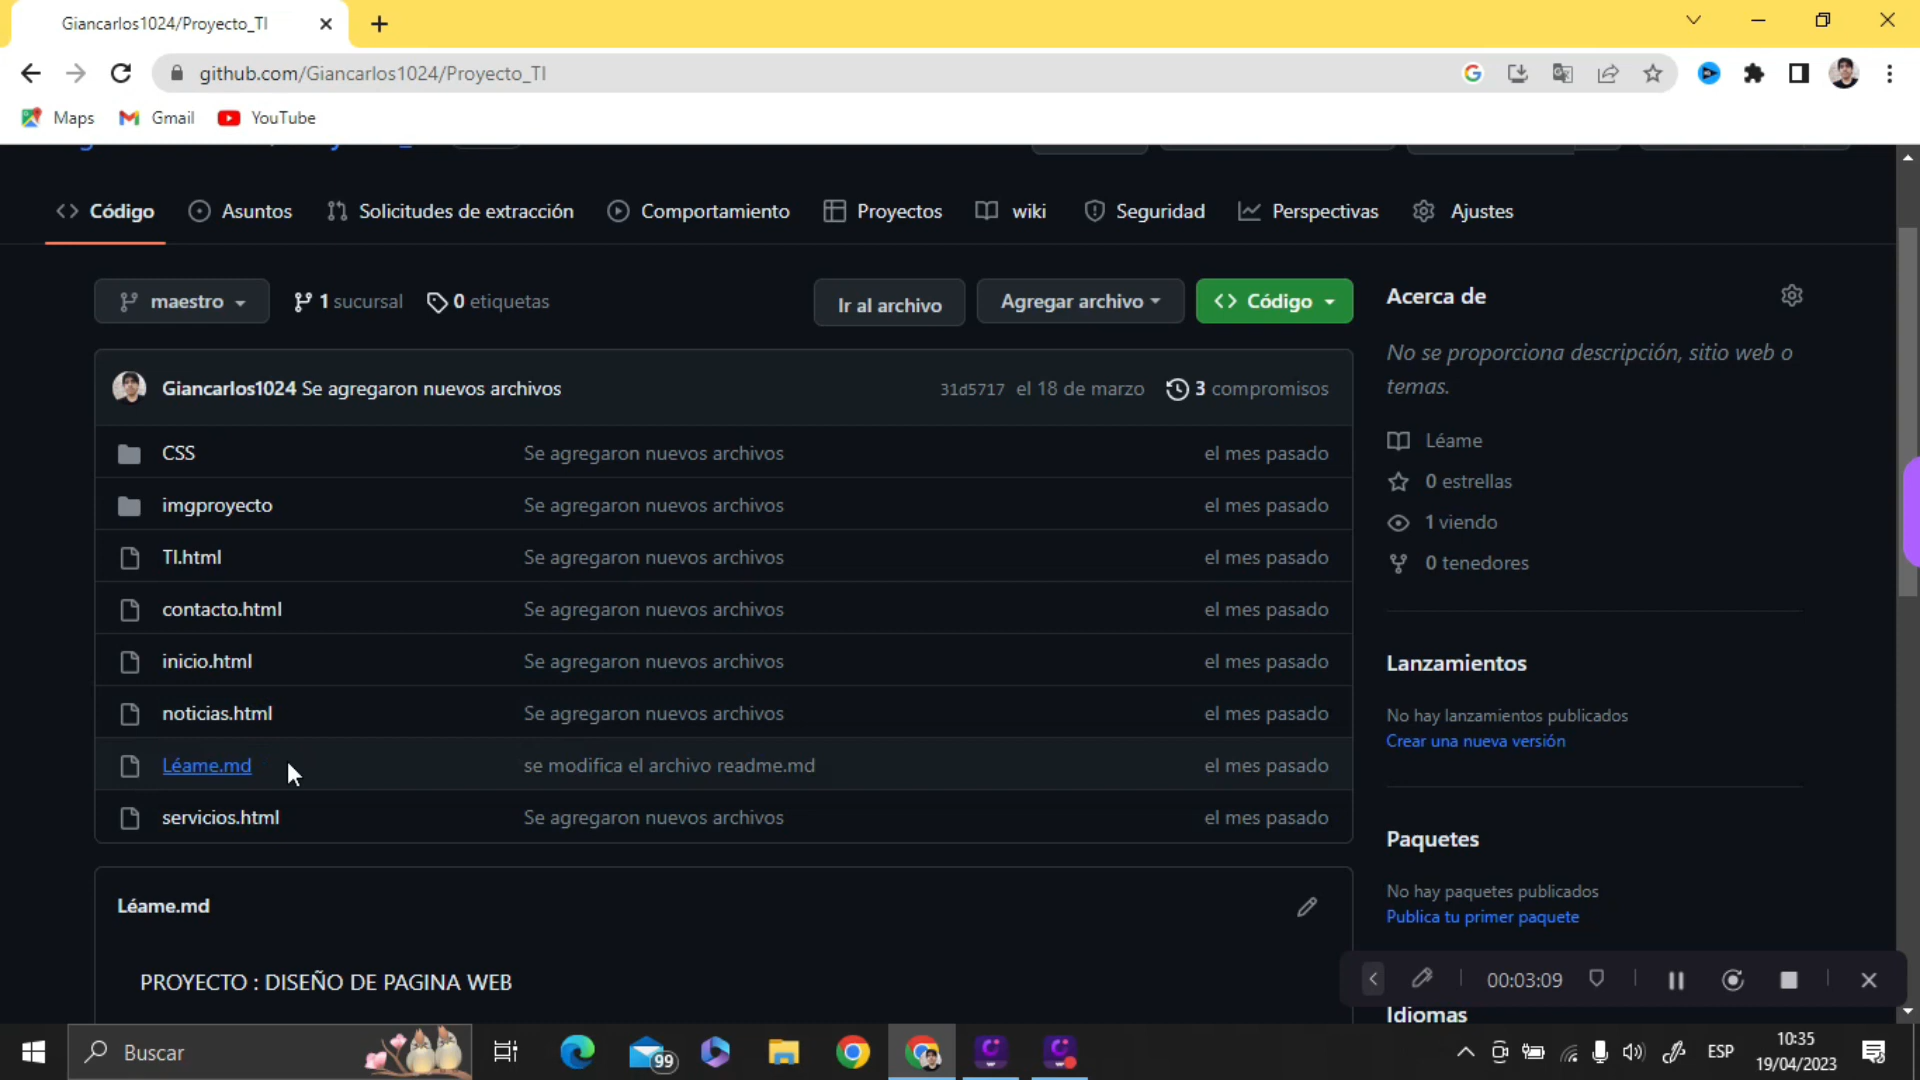 Giancarlos1024/Proyecto_TI
github.com/Giancarlos1024/Proyecto_TI
Maps Gmail YouTube
Código Asuntos Solicitudes de extracción Comportamiento Proyectos wiki Seguridad Perspectivas Ajustes
maestro 1 sucursal 0 etiquetas Ir al archivo Agregar archivo Código
Giancarlos1024 Se agregaron nuevos archivos 31d5717 el 18 de marzo 3 compromisos
CSS Se agregaron nuevos archivos el mes pasado
imgproyecto Se agregaron nuevos archivos el mes pasado
TI.html Se agregaron nuevos archivos el mes pasado
contacto.html Se agregaron nuevos archivos el mes pasado
inicio.html Se agregaron nuevos archivos el mes pasado
noticias.html Se agregaron nuevos archivos el mes pasado
Léame.md se modifica el archivo readme.md el mes pasado
servicios.html Se agregaron nuevos archivos el mes pasado
Léame.md
PROYECTO : DISEÑO DE PAGINA WEB
Acerca de
No se proporciona descripción, sitio web o
temas.
Léame
0 estrellas
1 viendo
0 tenedores
Lanzamientos
No hay lanzamientos publicados
Crear una nueva versión
Paquetes
No hay paquetes publicados
Publica tu primer paquete
00:03:09
Idiomas
Buscar
99
ESP
10:35
19/04/2023